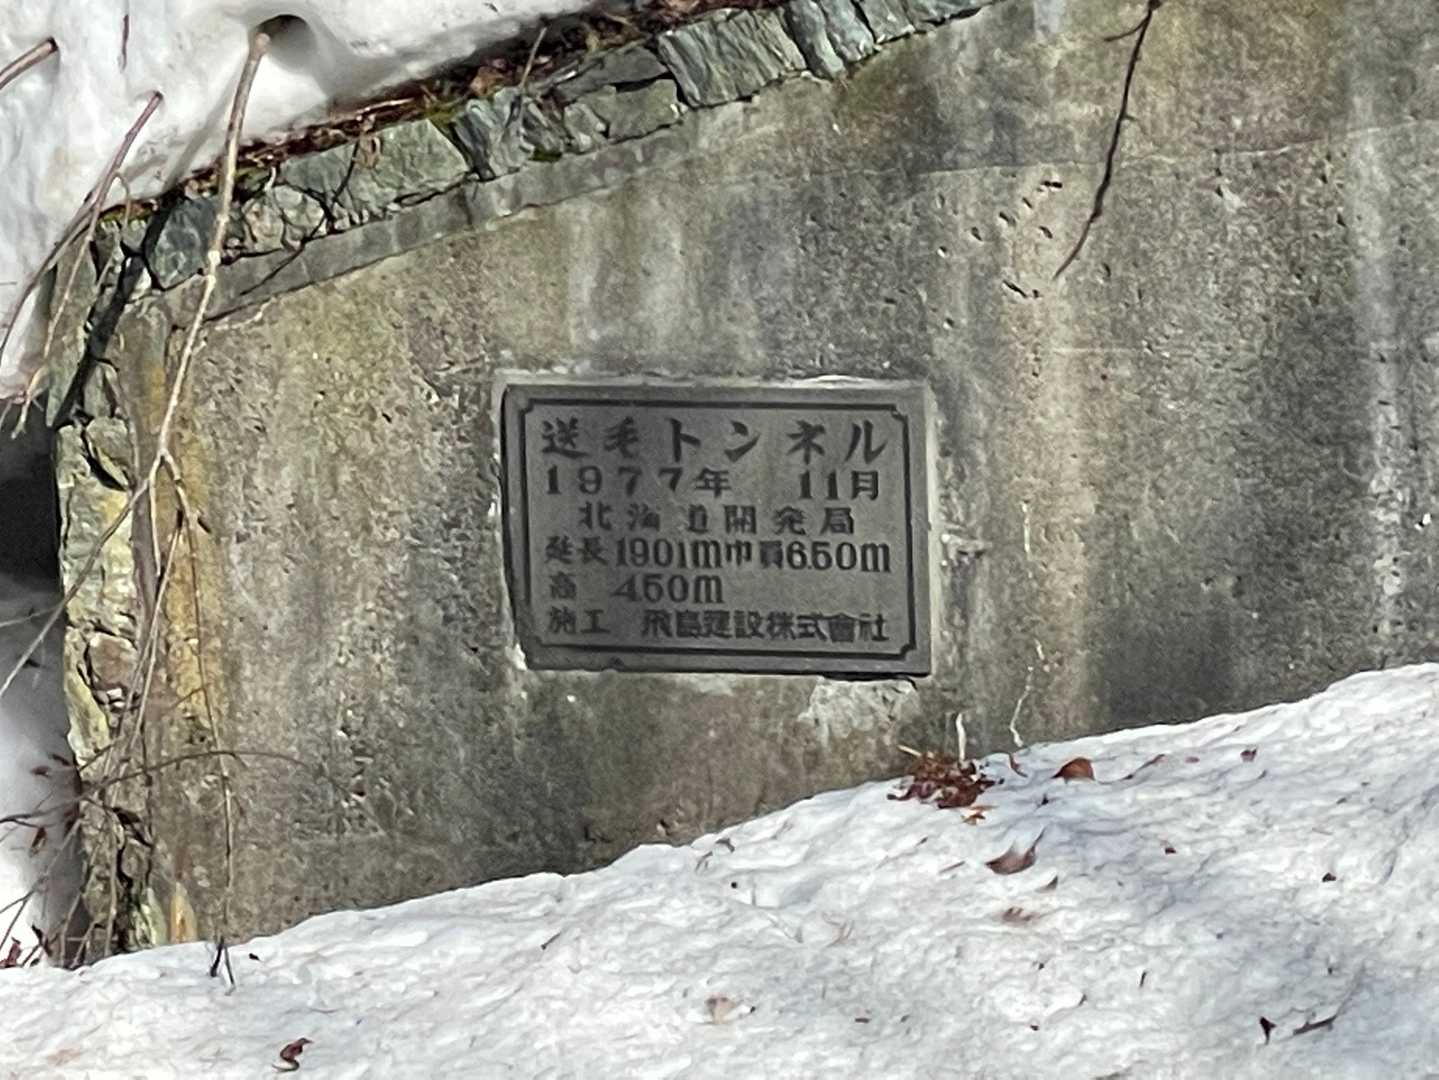 送毛トンネル
1977年 11月
北海道開発局
延長1901m巾員6.50m
高 4.50m
施工 飛島建設株式會社